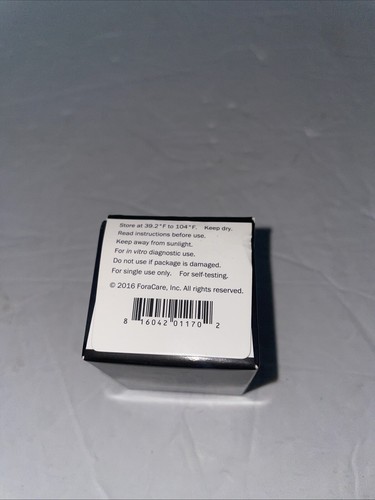 Store at 39.2°F to 104°F. Keep dry.
Read instructions before use.
Keep away from sunlight.
For in vitro diagnostic use.
Do not use if package is damaged.
For single use only. For self-testing.
© 2016 ForaCare, Inc. All rights reserved.
8 16042 01170 2